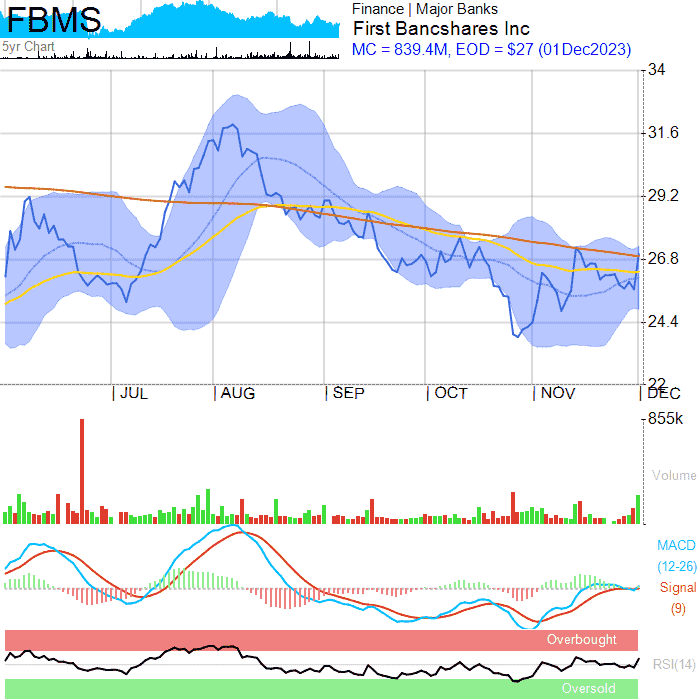 FBMS
Finance | Major Banks
First Bancshares Inc
5yr Chart
MC = 839.4M, EOD = $27 (01Dec2023)
34
31.6
29.2
26.8
24.4
22
JUL AUG SEP OCT NOV DEC
855k
Volume
MACD
(12-26)
Signal
(9)
Overbought
RSI(14)
Oversold